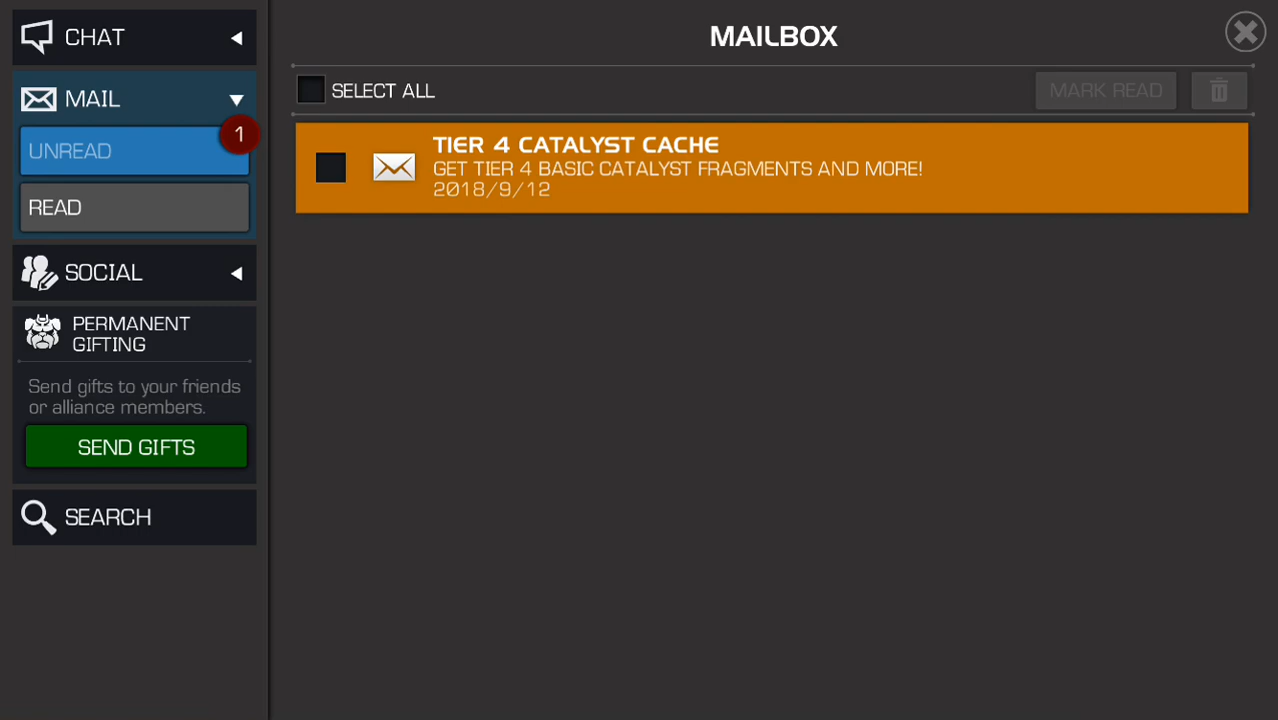 CHAT
MAIL
1
UNREAD
READ
SOCIAL
PERMANENT
GIFTING
Send gifts to your friends
or alliance members.
SEND GIFTS
SEARCH
MAILBOX
SELECT ALL
MARK READ
TIER 4 CATALYST CACHE
GET TIER 4 BASIC CATALYST FRAGMENTS AND MORE!
2018/9/12